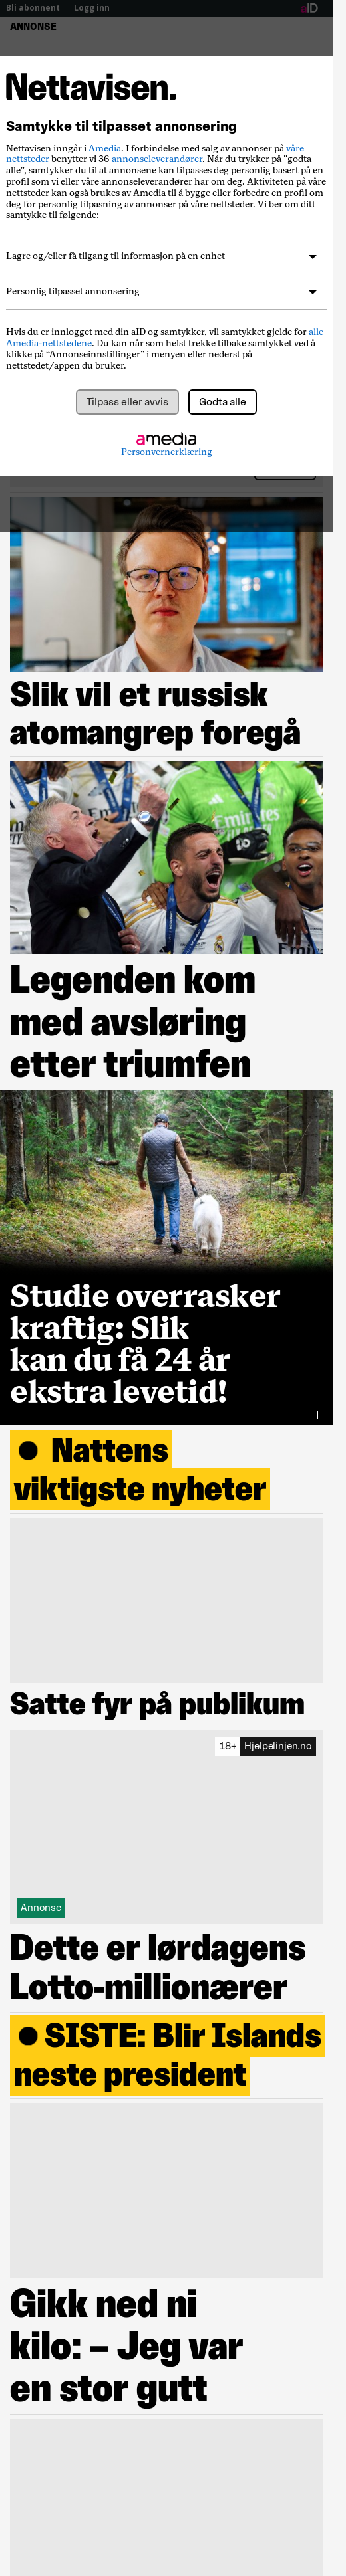 Bli abonnent | Logg inn
aID
ANNONSE
Nettavisen.
Samtykke til tilpasset annonsering
Nettavisen inngår i Amedia. I forbindelse med salg av annonser på våre
nettsteder benytter vi 36 annonseleverandører. Når du trykker på "godta
alle", samtykker du til at annonsene kan tilpasses deg personlig basert på en
profil som vi eller våre annonseleverandører har om deg. Aktiviteten på våre
nettsteder kan også brukes av Amedia til å bygge eller forbedre en profil om
deg for personlig tilpasning av annonser på våre nettsteder. Vi ber om ditt
samtykke til følgende:
Lagre og/eller få tilgang til informasjon på en enhet
Personlig tilpasset annonsering
Hvis du er innlogget med din aID og samtykker, vil samtykket gjelde for alle
Amedia-nettstedene. Du kan når som helst trekke tilbake samtykket ved å
klikke på “Annonseinnstillinger” i menyen eller nederst på
nettstedet/appen du bruker.
Tilpass eller avvis
Godta alle
amedia
Personvernerklæring
Slik vil et russisk
atomangrep foregå
Legenden kom
med avsløring
etter triumfen
Studie overrasker
kraftig: Slik
kan du få 24 år
ekstra levetid!
● Nattens
viktigste nyheter
Satte fyr på publikum
18+ Hjelpelinjen.no
Annonse
Dette er lørdagens
Lotto-millionærer
● SISTE: Blir Islands
neste president
Gikk ned ni
kilo: – Jeg var
en stor gutt